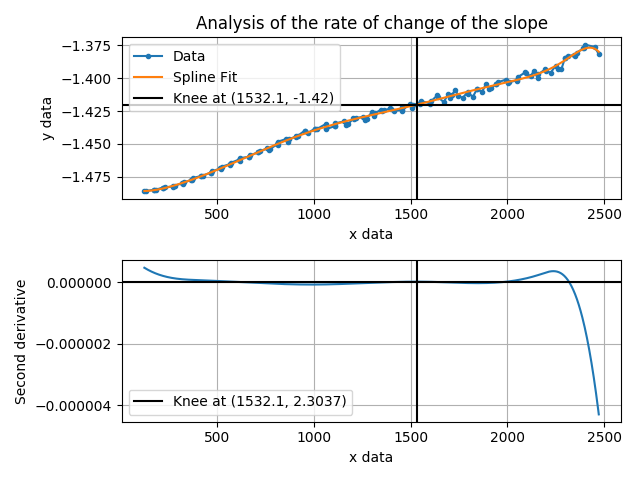 Analysis of the rate of change of the slope
−1.375
−1.400
−1.425
−1.450
−1.475
y data
Data
Spline Fit
Knee at (1532.1, -1.42)
500
1000
1500
2000
2500
x data
0.000000
−0.000002
−0.000004
Second derivative
Knee at (1532.1, 2.3037)
500
1000
1500
2000
2500
x data